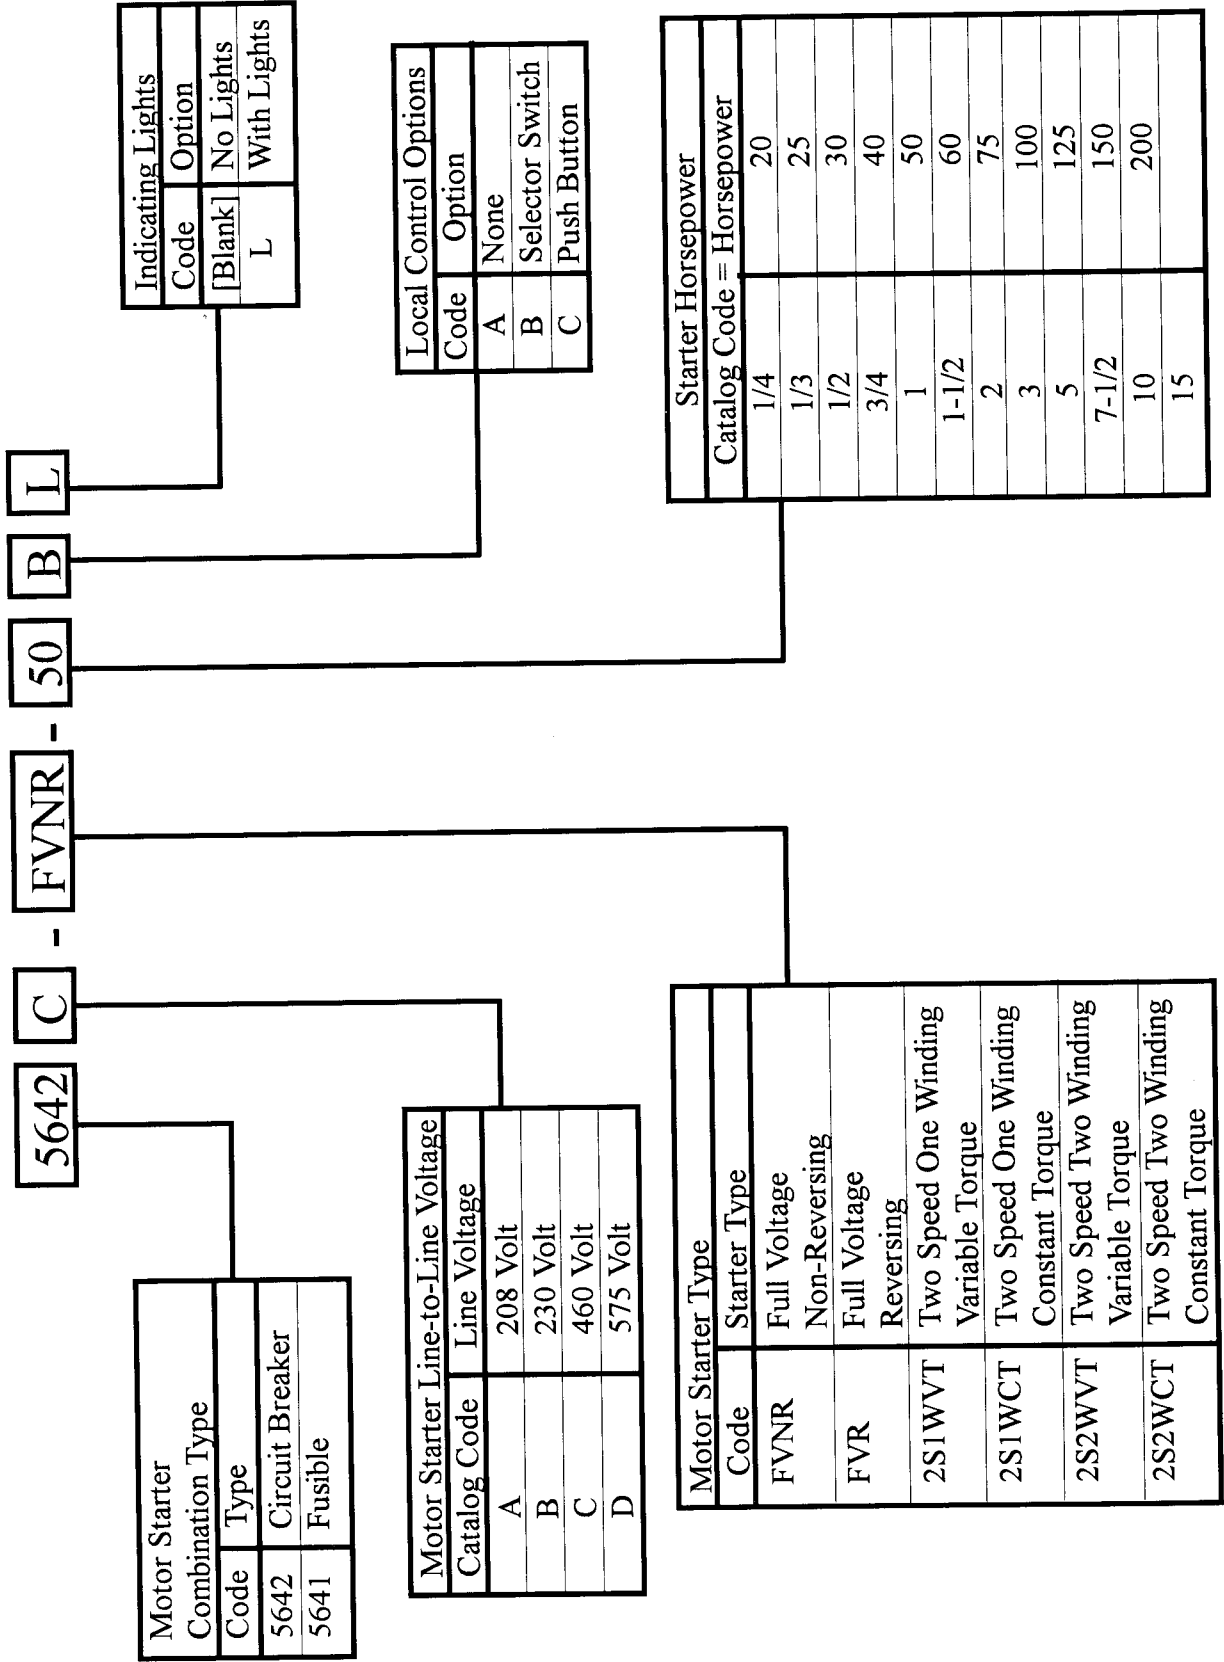 5642 C - FVNR - 50 B L
Motor Starter
Combination Type
Code Type
5642 Circuit Breaker
5641 Fusible
Motor Starter Line-to-Line Voltage
Catalog Code Line Voltage
A 208 Volt
B 230 Volt
C 460 Volt
D 575 Volt
Motor Starter Type
Code Starter Type
FVNR Full Voltage
Non-Reversing
FVR Full Voltage
Reversing
2S1WVT Two Speed One Winding
Variable Torque
2S1WCT Two Speed One Winding
Constant Torque
2S2WVT Two Speed Two Winding
Variable Torque
2S2WCT Two Speed Two Winding
Constant Torque
Indicating Lights
Code Option
[Blank] No Lights
L With Lights
Local Control Options
Code Option
A None
B Selector Switch
C Push Button
Starter Horsepower
Catalog Code = Horsepower
1/4 20
1/3 25
1/2 30
3/4 40
1 50
1-1/2 60
2 75
3 100
5 125
7-1/2 150
10 200
15